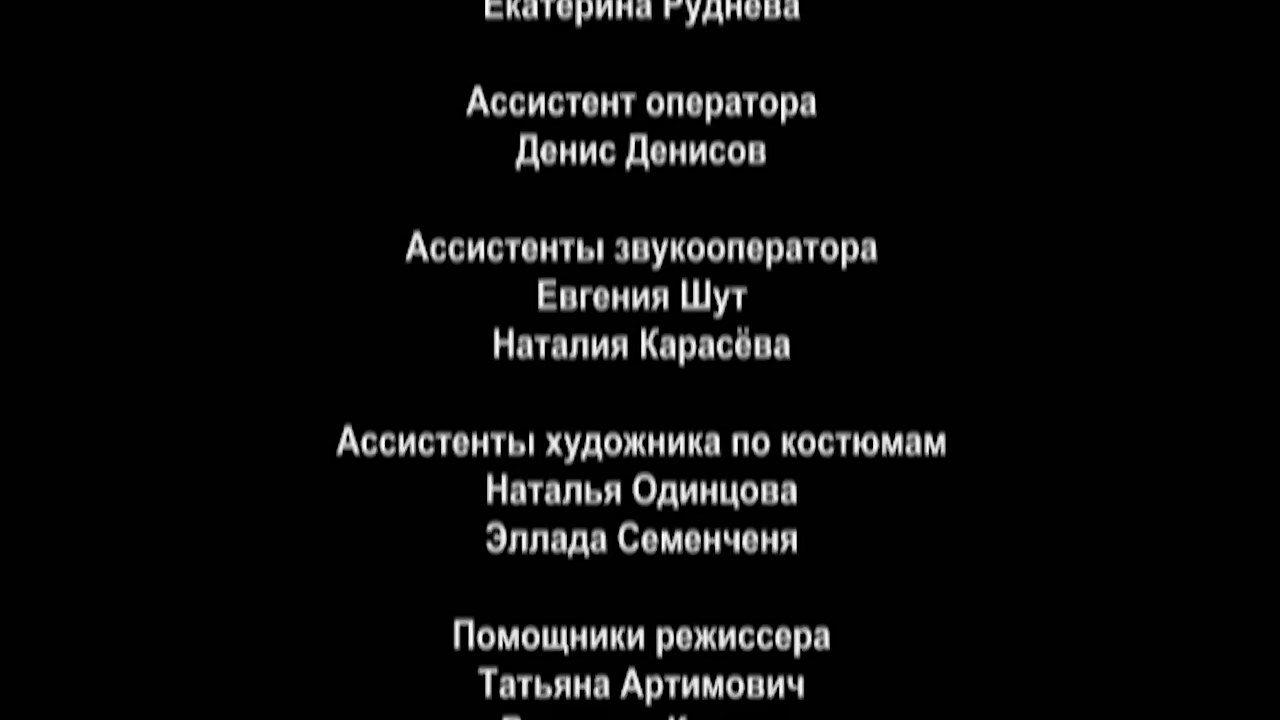 Екатерина Руднева
Ассистент оператора
Денис Денисов
Ассистенты звукооператора
Евгения Шут
Наталия Карасёва
Ассистенты художника по костюмам
Наталья Одинцова
Эллада Семенченя
Помощники режиссера
Татьяна Артимович